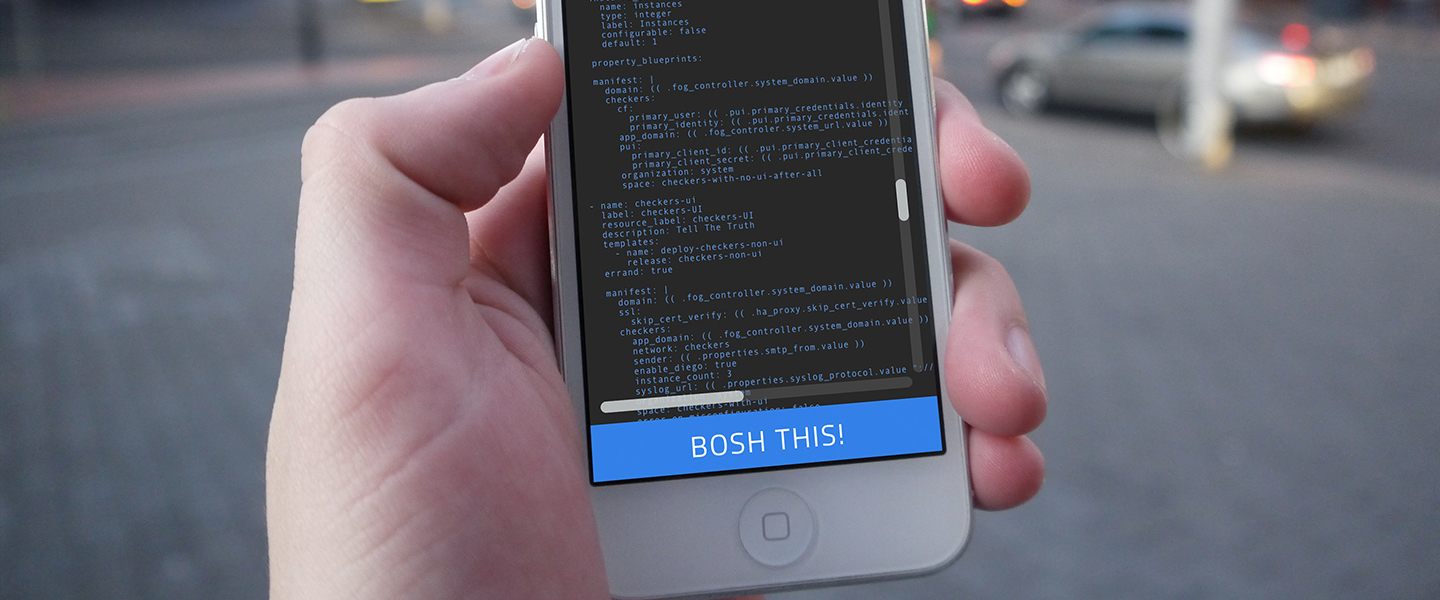 name: instances
type: integer
label: Instances
configurable: false
default: 1
property_blueprints:
manifest: |
domain: (( .fog_controller.system_domain.value ))
checkers:
cf:
primary_user: (( .pui.primary_credentials.identity
primary_identity: (( .pui.primary_credentials.ident
app_domain: (( .fog_controler.system_url.value ))
pui:
primary_client_id: (( .pui.primary_client_credentia
primary_client_secret: (( .pui.primary_client_crede
organization: system
space: checkers-with-no-ui-after-all
- name: checkers-ui
label: checkers-UI
resource_label: checkers-UI
description: Tell The Truth
templates:
- name: deploy-checkers-non-ui
release: checkers-non-ui
errand: true
manifest: |
domain: (( .fog_controller.system_domain.value ))
ssl:
skip_cert_verify: (( .ha_proxy.skip_cert_verify.value
checkers:
app_domain: (( .fog_controller.system_domain.value ))
network: checkers
sender: (( .properties.smtp_from.value ))
enable_diego: true
instance_count: 3
syslog_url: (( .properties.syslog_protocol.value "://
space: checkers-with-ui
BOSH THIS!